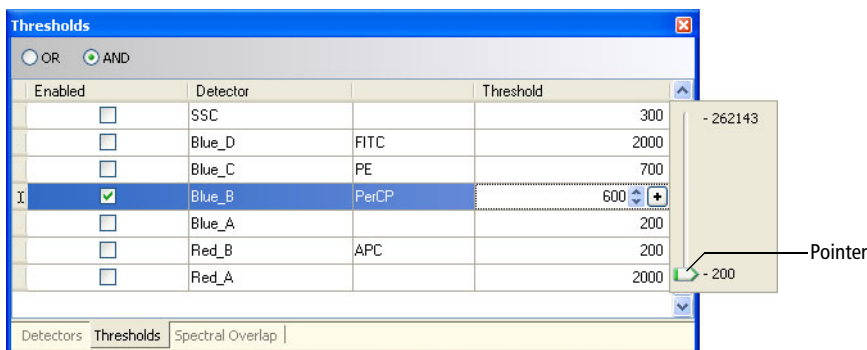 Thresholds
OR AND
Enabled Detector Threshold
SSC 300
Blue_D FITC 2000
Blue_C PE 700
Blue_B PerCP 600 +
Blue_A 200
Red_B APC 200
Red_A 2000
- 262143
Pointer
- 200
Detectors Thresholds Spectral Overlap